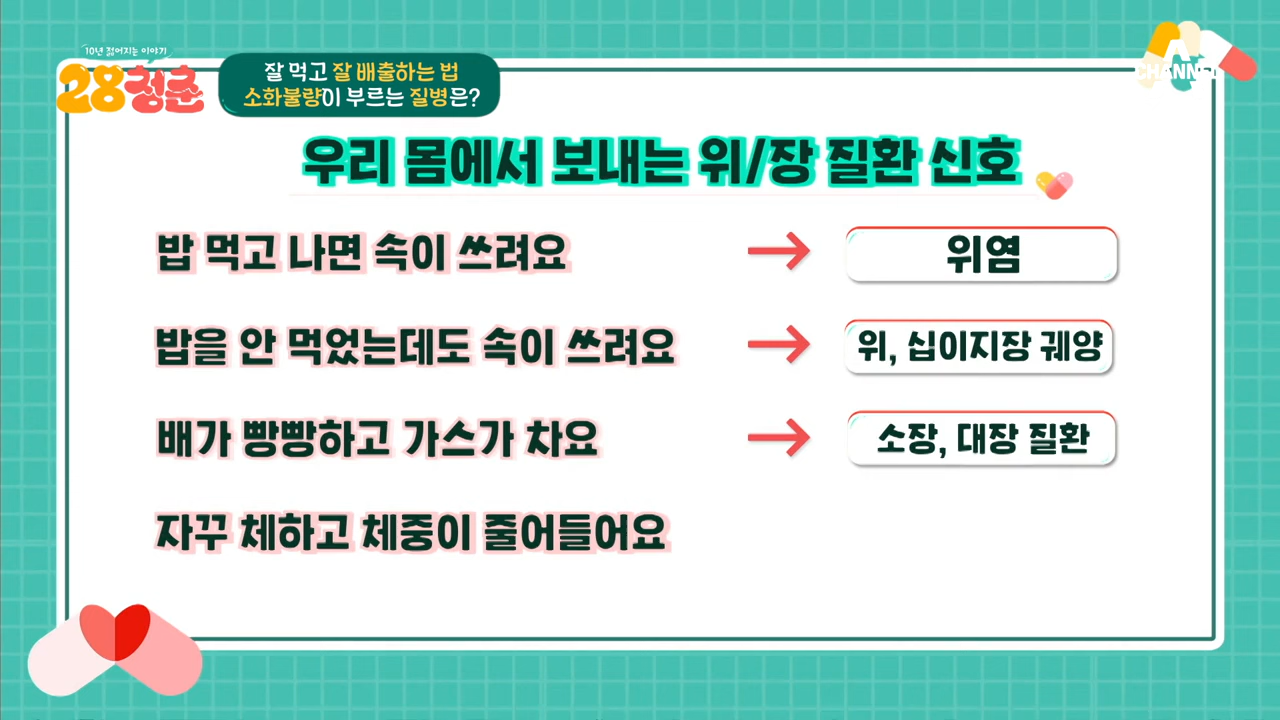 10년 젊어지는 이야기
28청춘
잘 먹고 잘 배출하는 법
소화불량이 부르는 질병은?
CHANNEL A
우리 몸에서 보내는 위/장 질환 신호
밥 먹고 나면 속이 쓰려요 → 위염
밥을 안 먹었는데도 속이 쓰려요 → 위, 십이지장 궤양
배가 빵빵하고 가스가 차요 → 소장, 대장 질환
자꾸 체하고 체중이 줄어들어요